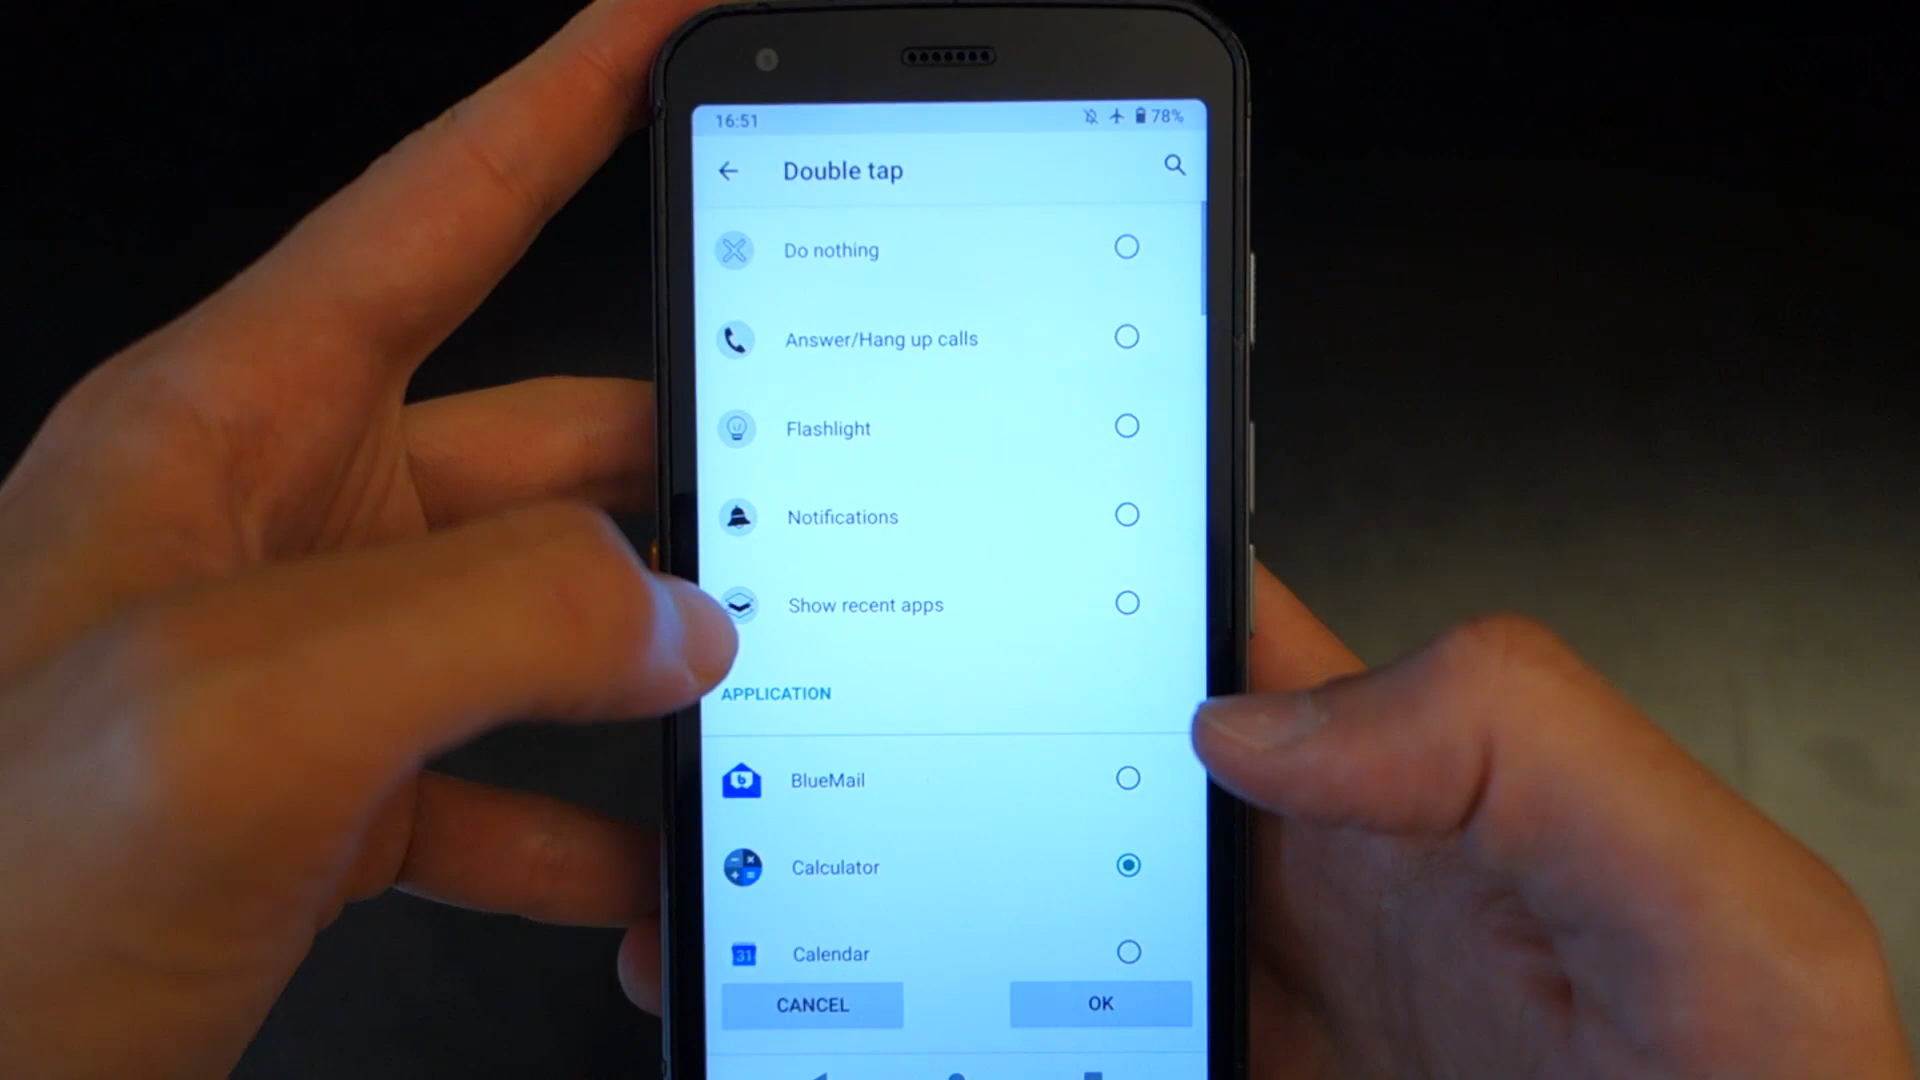 16:51
78%
Double tap
Do nothing
Answer/Hang up calls
Flashlight
Notifications
Show recent apps
APPLICATION
BlueMail
Calculator
31
Calendar
CANCEL
OK